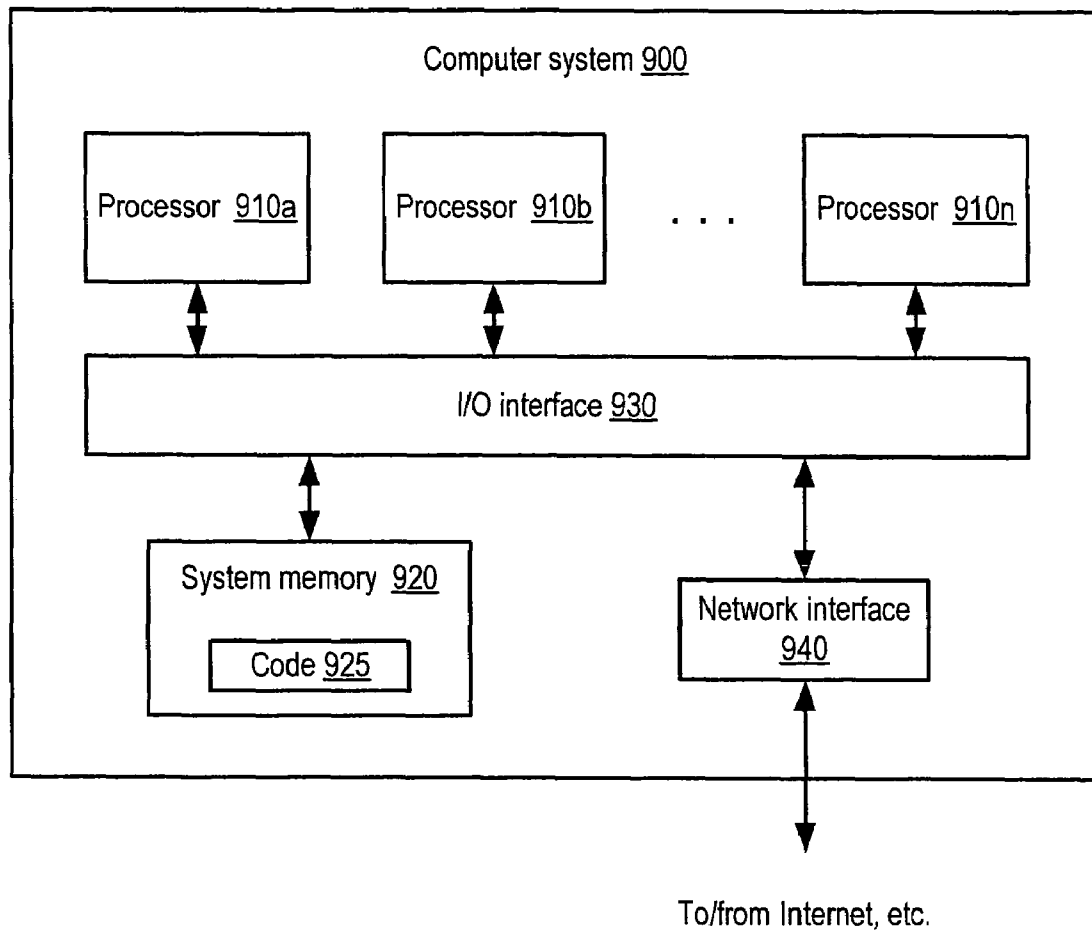 Computer system 900
Processor 910a
Processor 910b
. . .
Processor 910n
I/O interface 930
System memory 920
Code 925
Network interface
940
To/from Internet, etc.